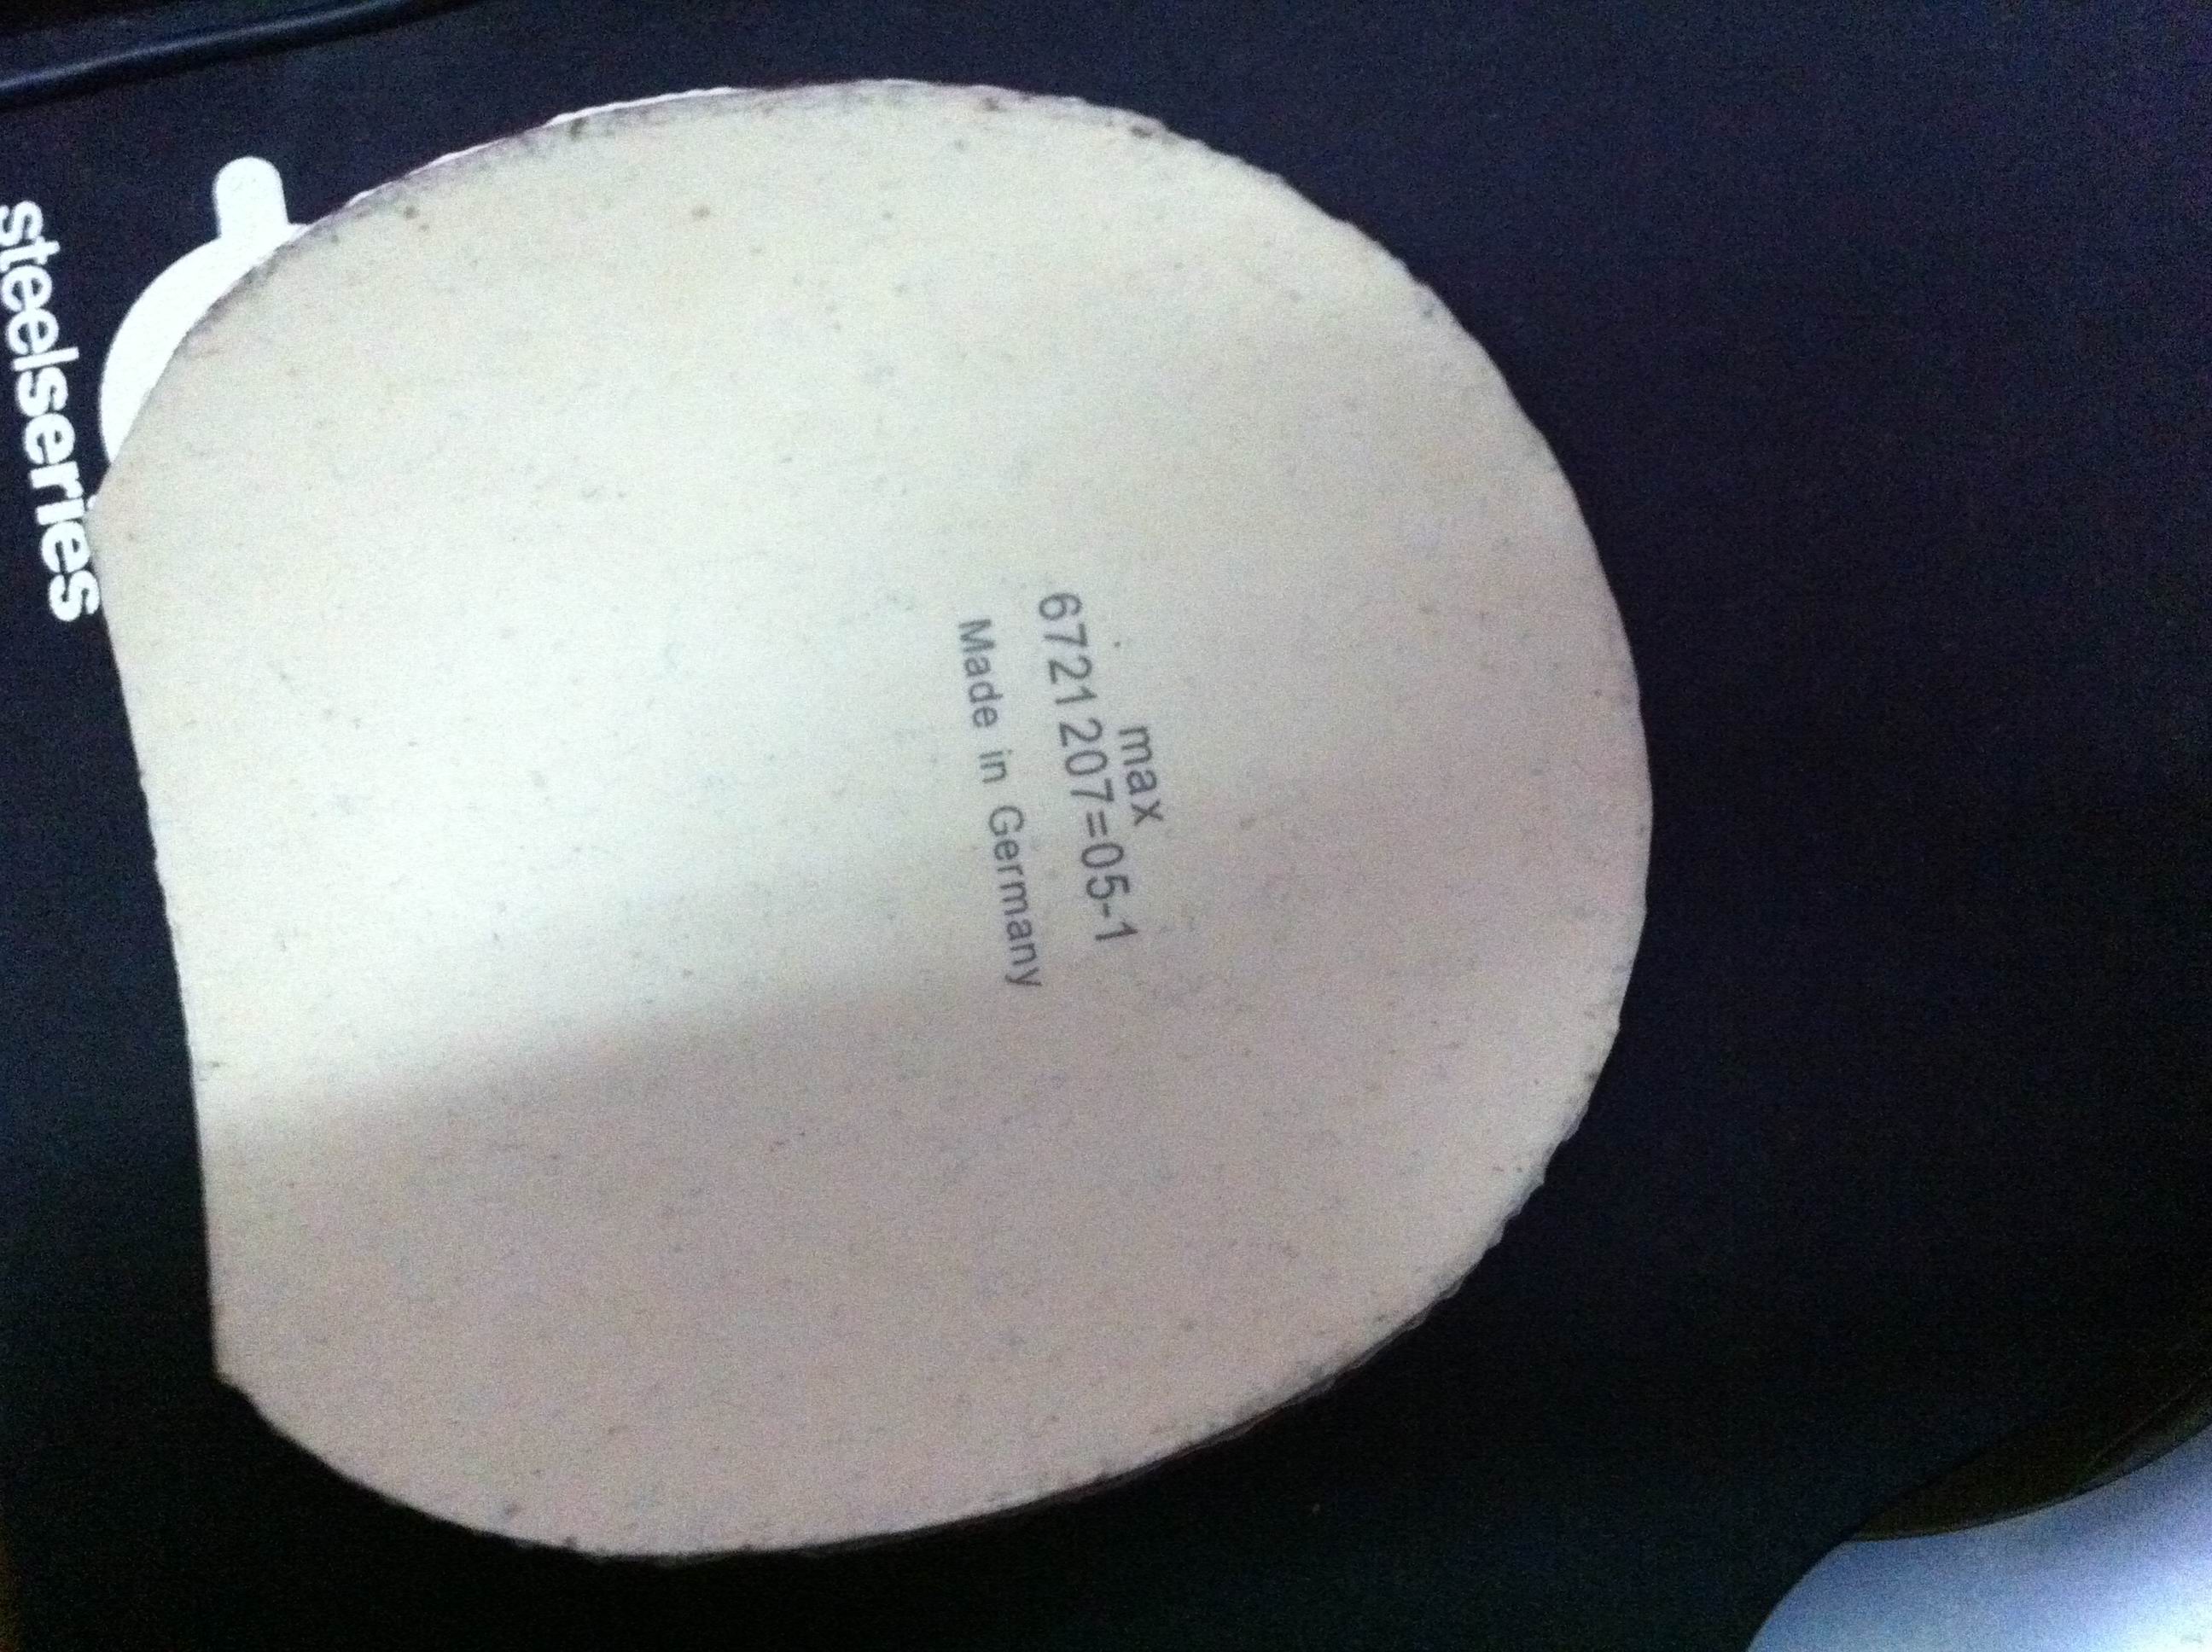 steelseries
max
6721207=05-1
Made in Germany